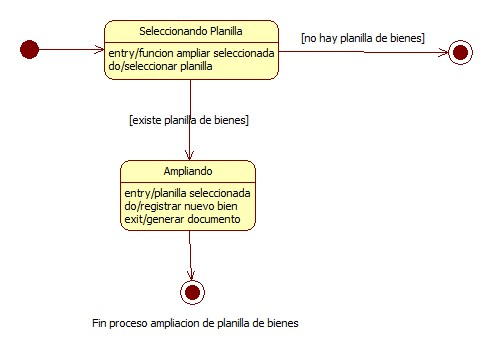 Seleccionando Planilla
entry/funcion ampliar seleccionada
do/seleccionar planilla
[no hay planilla de bienes]
[existe planilla de bienes]
Ampliando
entry/planilla seleccionada
do/registrar nuevo bien
exit/generar documento
Fin proceso ampliacion de planilla de bienes